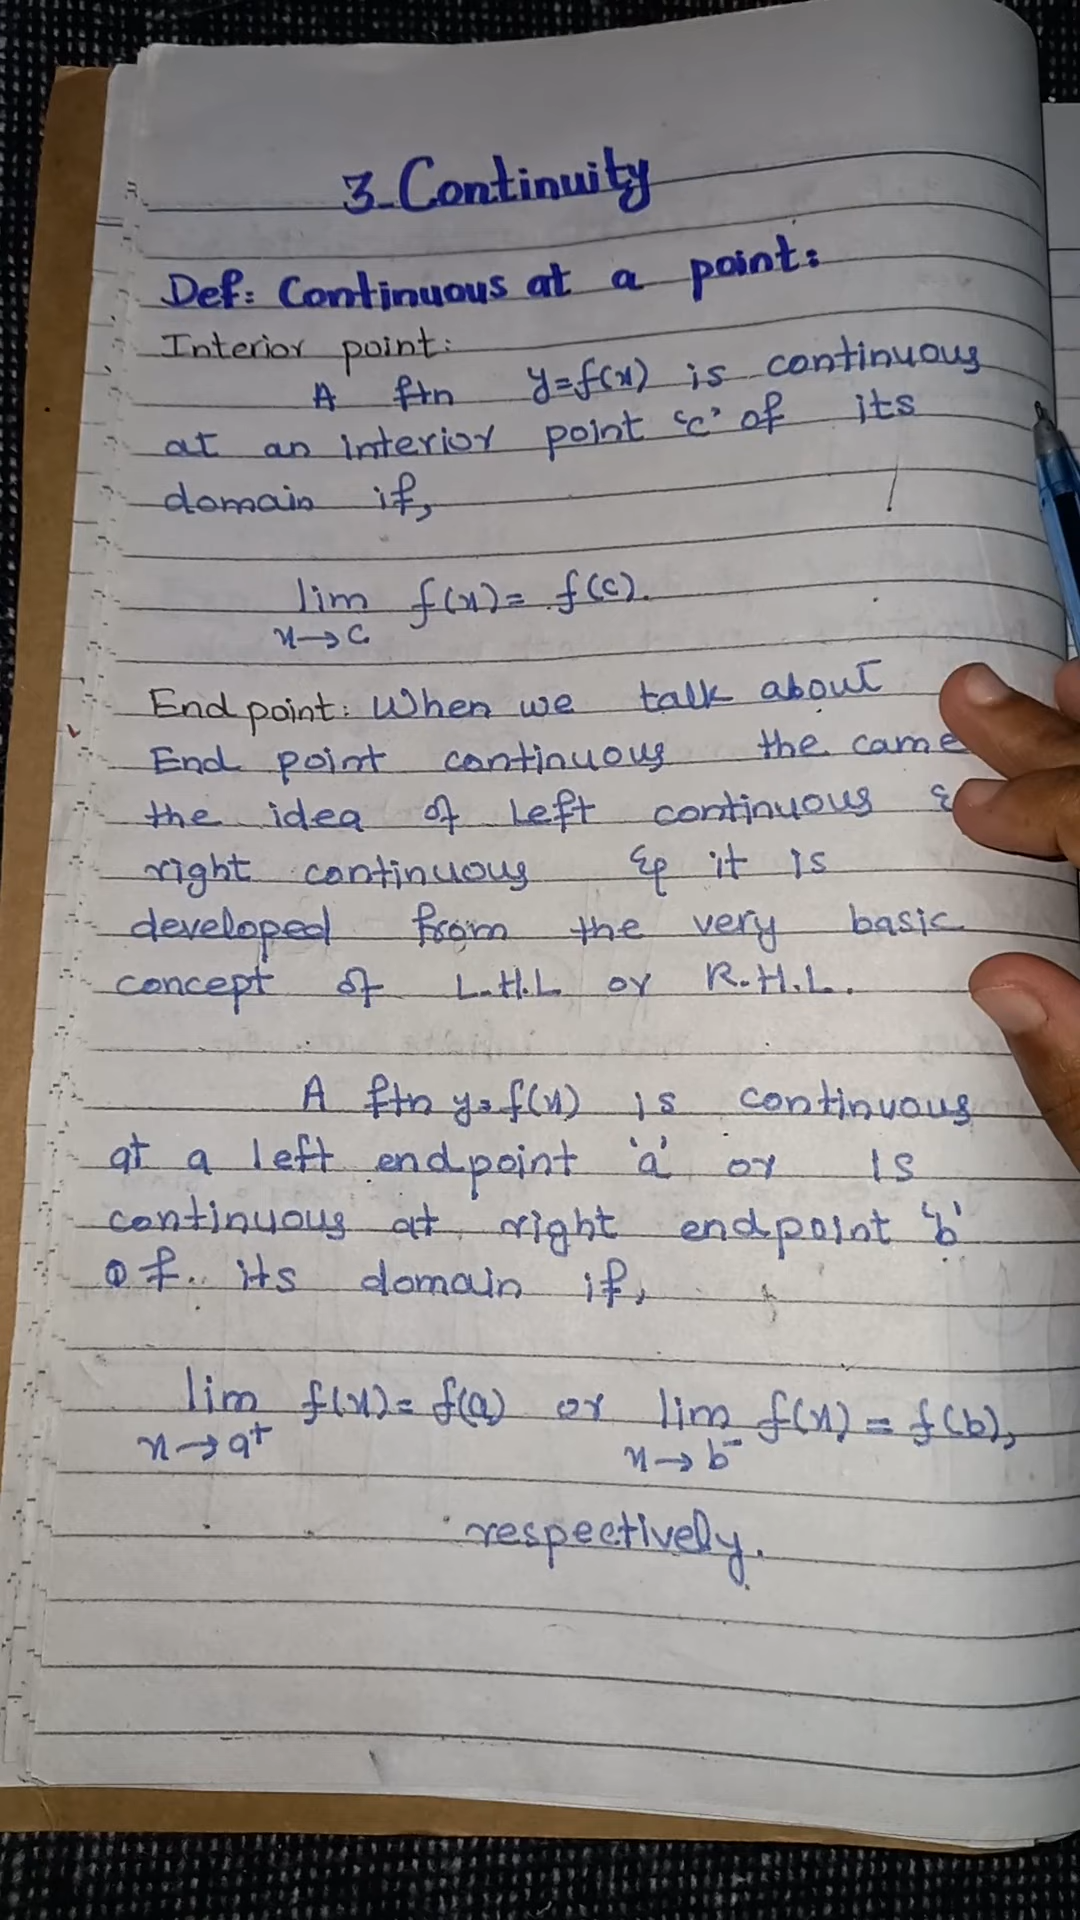 3. Continuity
Def: Continuous at a point:
Interior point:
A ftn y=f(x) is continuous
at an interior point 'c' of its
domain if,
lim f(x) = f(c).
x→c
Endpoint: When we talk about
End point continuous the came
the idea of Left continuous &
right continuous & it is
developed from the very basic
concept of L.H.L or R.H.L.
A ftn y=f(x) is continuous
at a left endpoint 'a' or is
continuous at right endpoint 'b'
of its domain if,
lim f(x) = f(a) or lim f(x) = f(b),
x→a⁺ x→b⁻
respectively.